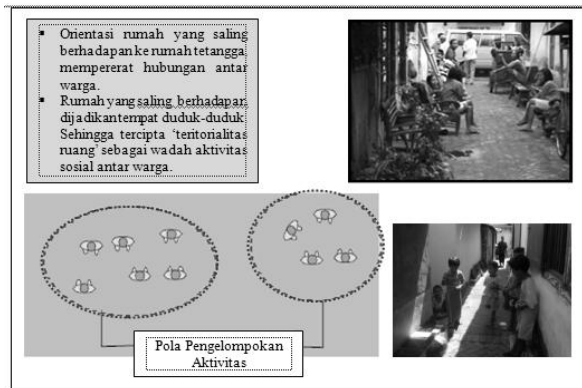 ▪ Orientasi rumah yang saling
berhadapan ke rumah tetangga
mempererat hubungan antar
warga.
▪ Rumah yang saling berhadapan
dijadikan tempat duduk-duduk.
Sehingga tercipta ‘teritorialitas
ruang’ sebagai wadah aktivitas
sosial antar warga.
Pola Pengelompokan
Aktivitas